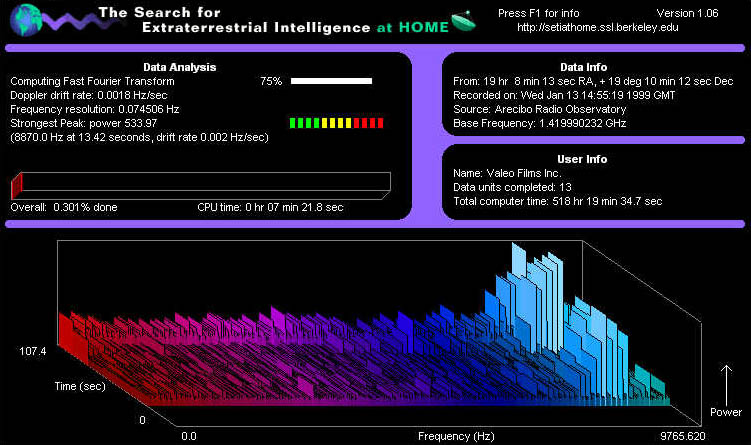 The Search for
Extraterrestrial Intelligence at HOME
Press F1 for info Version 1.06
http://setiathome.ssl.berkeley.edu
Data Analysis
Computing Fast Fourier Transform 75%
Doppler drift rate: 0.0018 Hz/sec
Frequency resolution: 0.074506 Hz
Strongest Peak: power 533.97
(8870.0 Hz at 13.42 seconds, drift rate 0.002 Hz/sec)
Overall: 0.301% done CPU time: 0 hr 07 min 21.8 sec
Data Info
From: 19 hr 8 min 13 sec RA, + 19 deg 10 min 12 sec Dec
Recorded on: Wed Jan 13 14:55:19 1999 GMT
Source: Arecibo Radio Observatory
Base Frequency: 1.419990232 GHz
User Info
Name: Valeo Films Inc.
Data units completed: 13
Total computer time: 518 hr 19 min 34.7 sec
107.4
Time (sec)
0
0.0
Frequency (Hz)
9765.620
Power